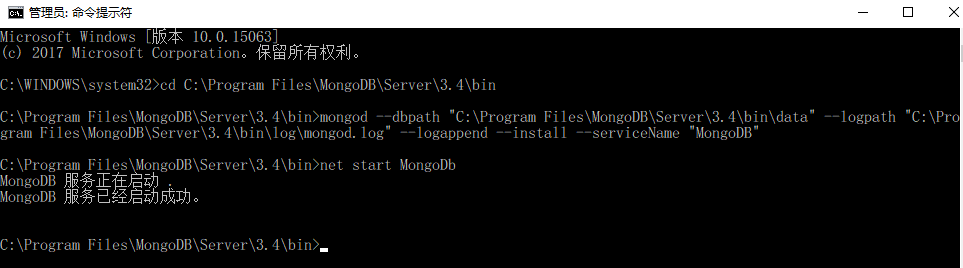 管理员: 命令提示符
Microsoft Windows [版本 10.0.15063]
(c) 2017 Microsoft Corporation。保留所有权利。
C:\WINDOWS\system32>cd C:\Program Files\MongoDB\Server\3.4\bin
C:\Program Files\MongoDB\Server\3.4\bin>mongod --dbpath "C:\Program Files\MongoDB\Server\3.4\bin\data" --logpath "C:\Pro
gram Files\MongoDB\Server\3.4\bin\log\mongod.log" --logappend --install --serviceName "MongoDB"
C:\Program Files\MongoDB\Server\3.4\bin>net start MongoDb
MongoDB 服务正在启动 .
MongoDB 服务已经启动成功。
C:\Program Files\MongoDB\Server\3.4\bin>